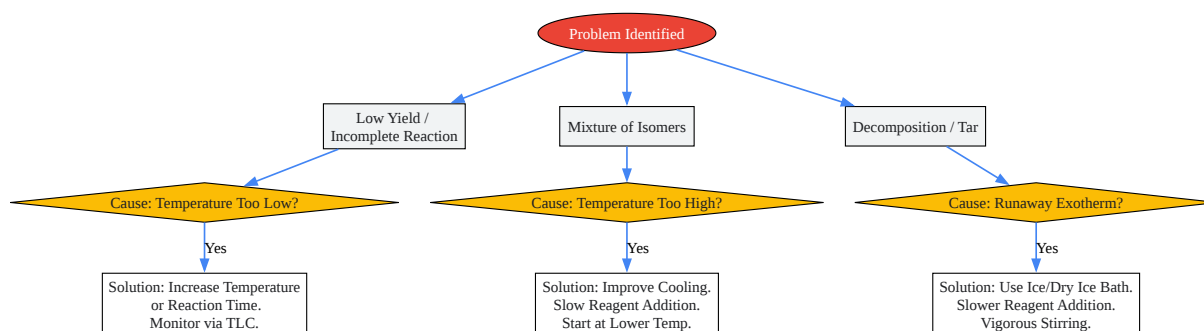 Problem Identified
Low Yield /
Incomplete Reaction
Mixture of Isomers
Decomposition / Tar
Cause: Temperature Too Low?
Cause: Temperature Too High?
Cause: Runaway Exotherm?
Yes
Yes
Yes
Solution: Increase Temperature
or Reaction Time.
Monitor via TLC.
Solution: Improve Cooling.
Slow Reagent Addition.
Start at Lower Temp.
Solution: Use Ice/Dry Ice Bath.
Slower Reagent Addition.
Vigorous Stirring.